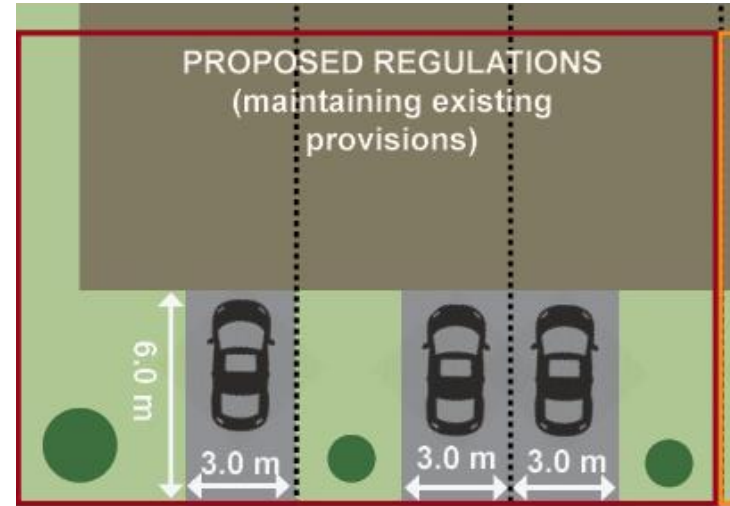 PROPOSED REGULATIONS
(maintaining existing
provisions)
6.0 m
3.0 m
3.0 m
3.0 m